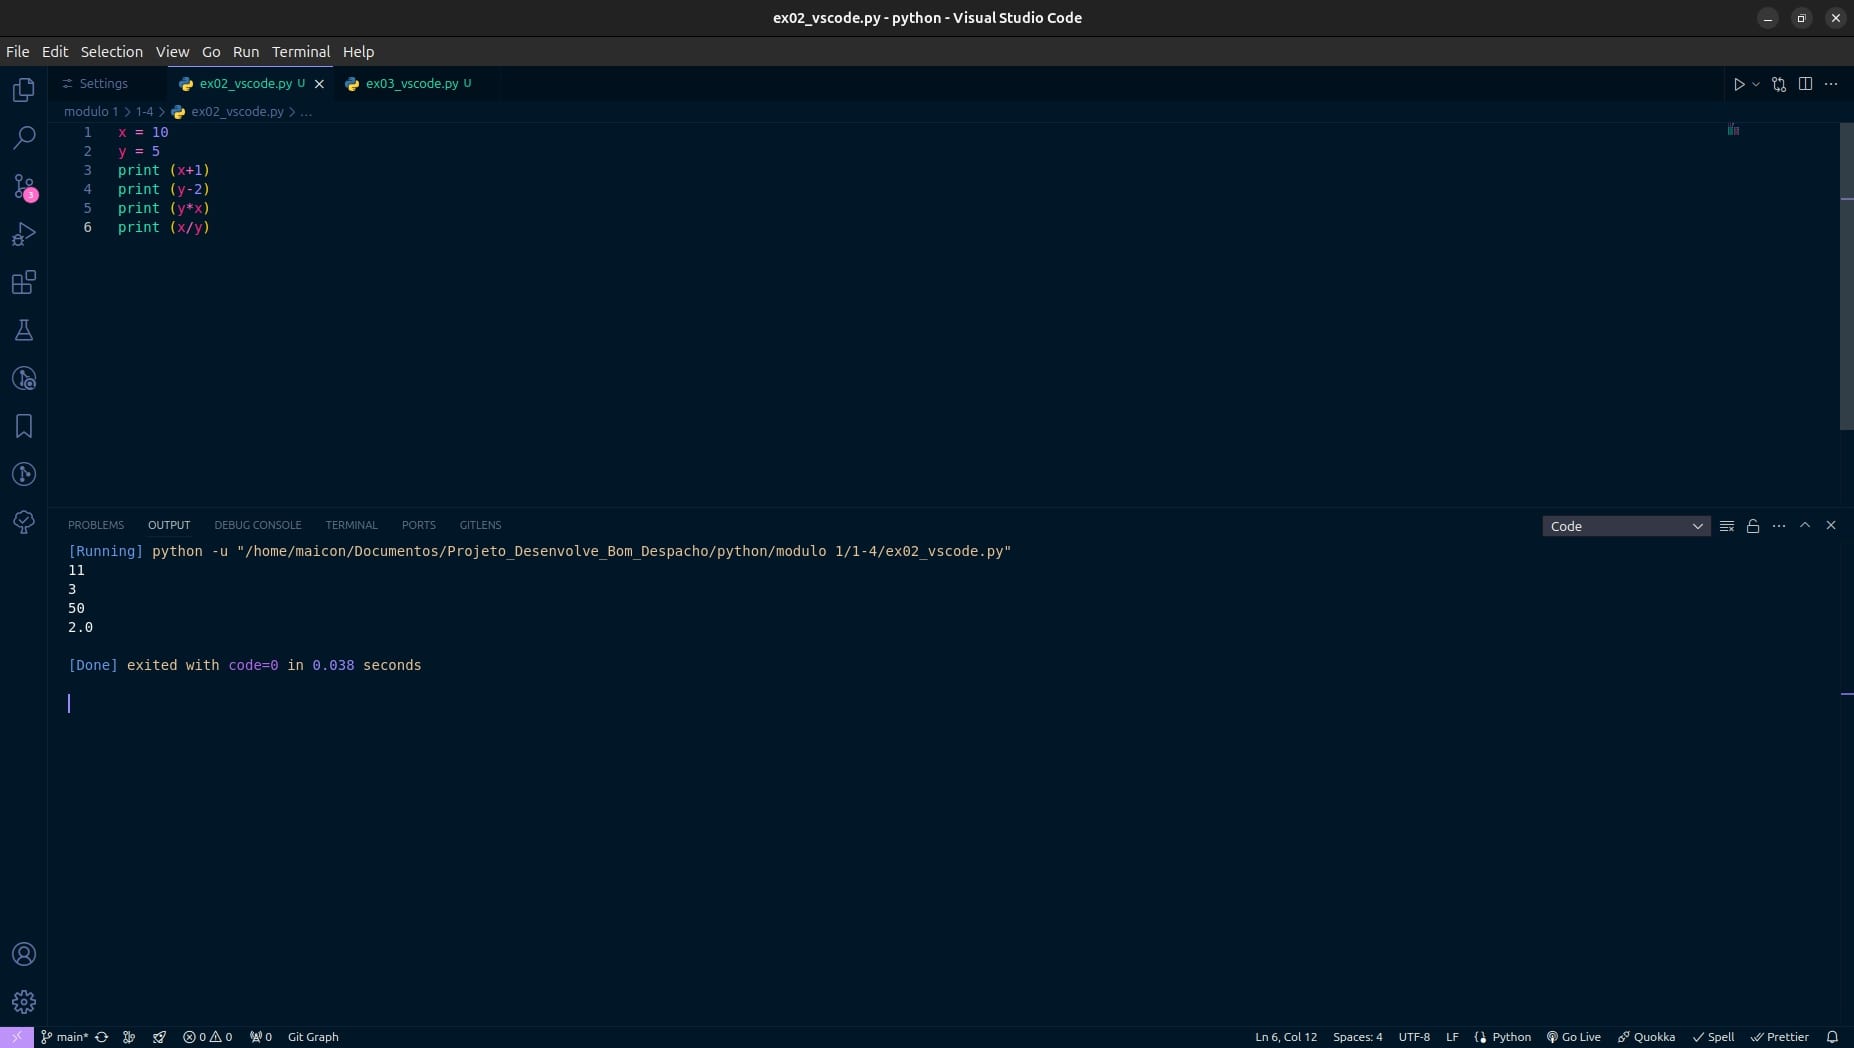 ex02_vscode.py - python - Visual Studio Code
File Edit Selection View Go Run Terminal Help
Settings ex02_vscode.py U ex03_vscode.py U
modulo 1 > 1-4 > ex02_vscode.py > ...
1 x = 10
2 y = 5
3 print (x+1)
4 print (y-2)
5 print (y*x)
6 print (x/y)
3
PROBLEMS OUTPUT DEBUG CONSOLE TERMINAL PORTS GITLENS Code
[Running] python -u "/home/maicon/Documentos/Projeto_Desenvolve_Bom_Despacho/python/modulo 1/1-4/ex02_vscode.py"
11
3
50
2.0
[Done] exited with code=0 in 0.038 seconds
main* 0 0 0 Git Graph Ln 6, Col 12 Spaces: 4 UTF-8 LF Python Go Live Quokka Spell Prettier